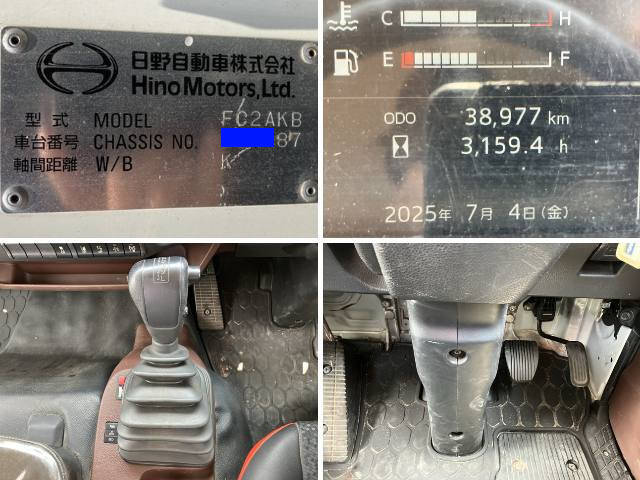 日野自動車株式会社
Hino Motors, Ltd.
型式 MODEL FC2AKB
車台番号 CHASSIS NO. 87
軸間距離 W/B K
C H
E F
ODO 38,977 km
3,159.4 h
2025年 7月 4日(金)